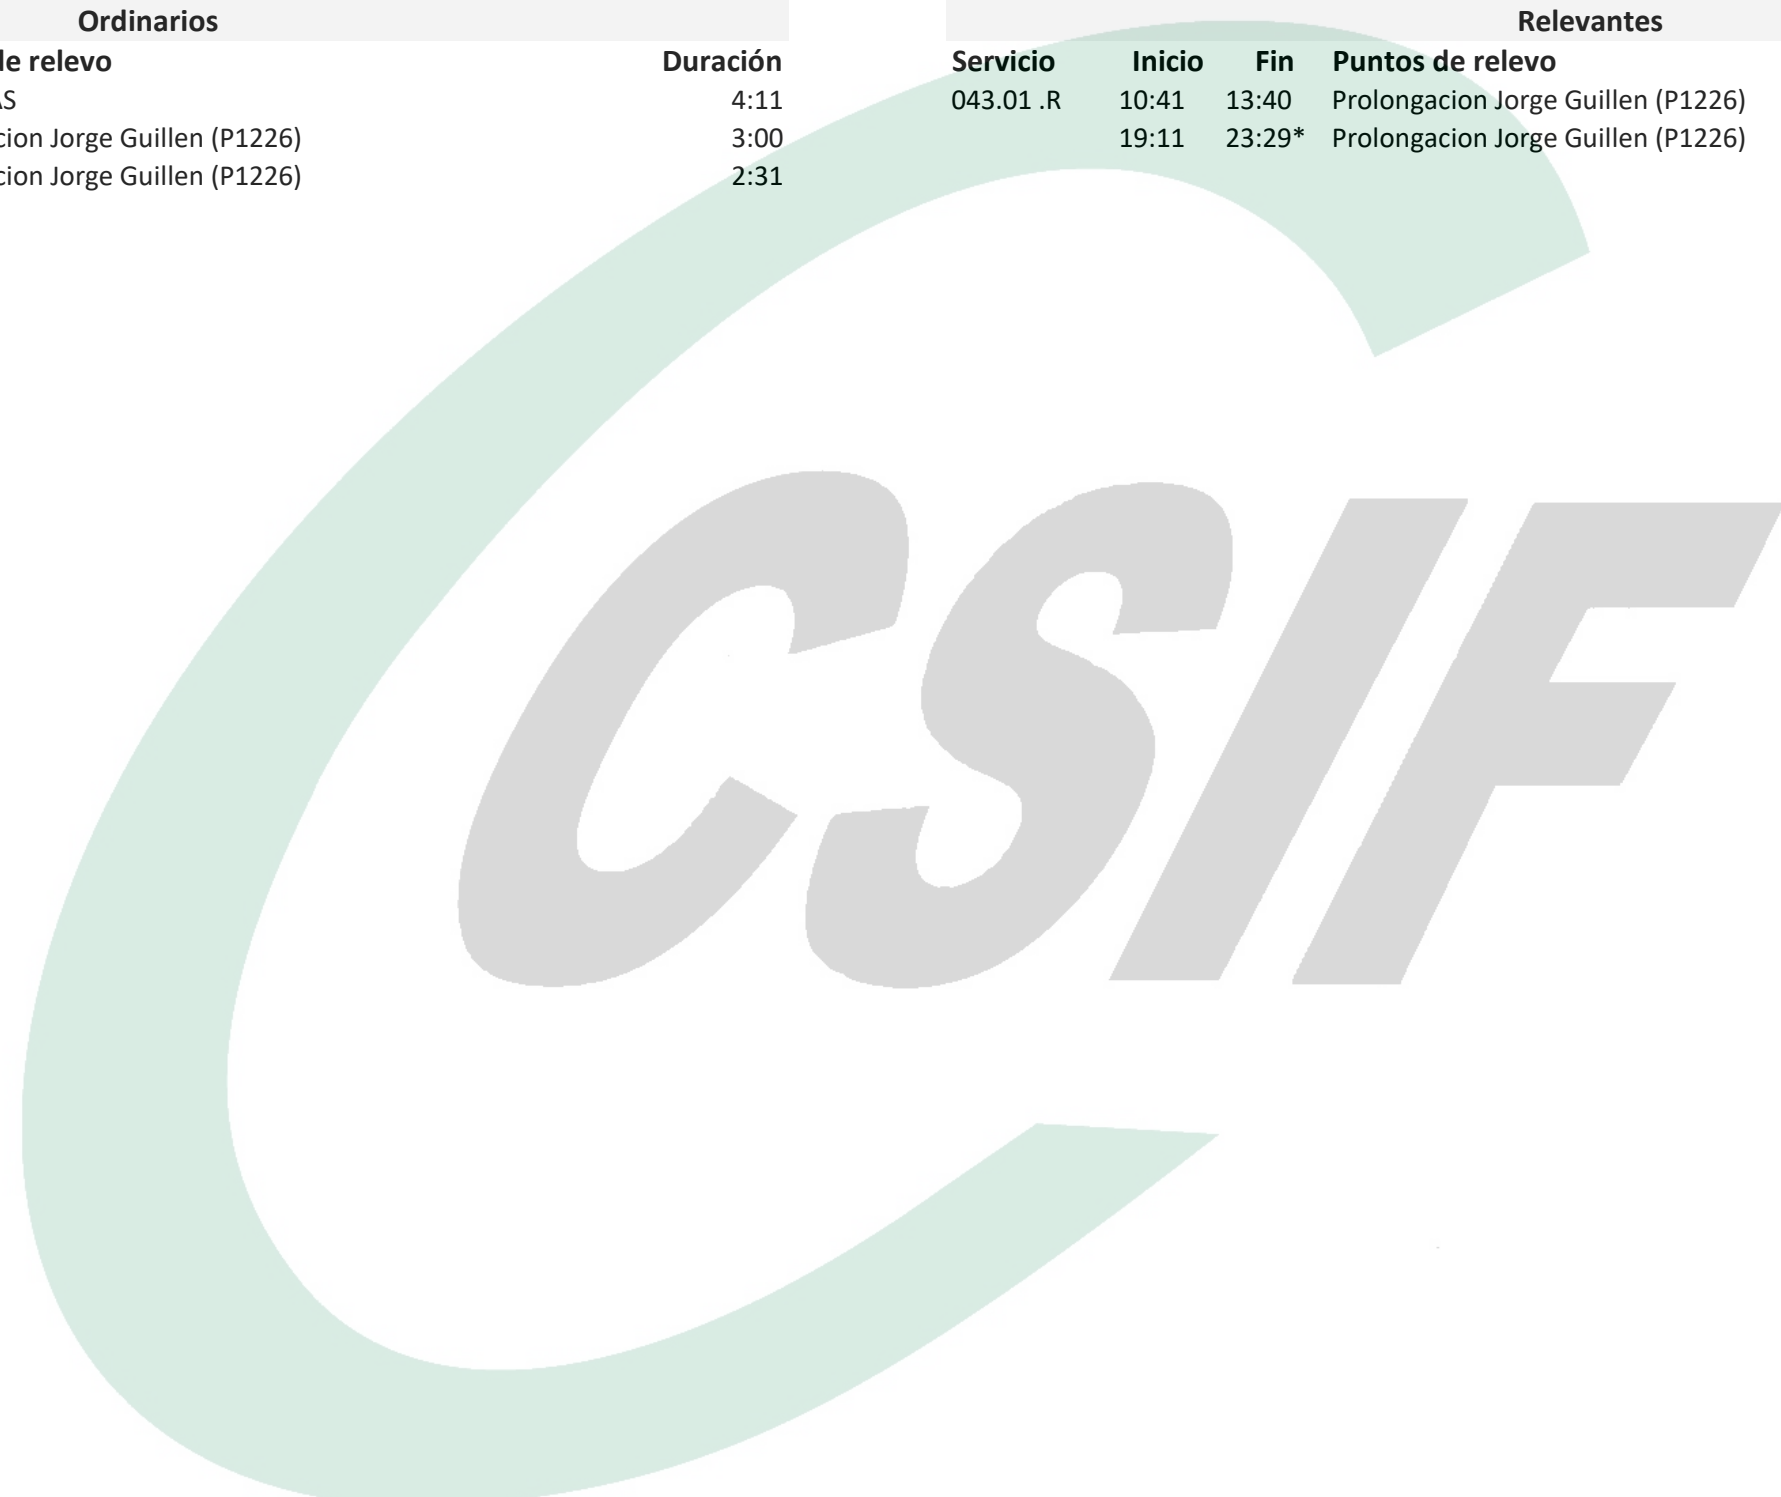 Ordinarios Relevantes
de relevo Duración Servicio Inicio Fin Puntos de relevo
AS 4:11 043.01 .R 10:41 13:40 Prolongacion Jorge Guillen (P1226)
cion Jorge Guillen (P1226) 3:00 19:11 23:29* Prolongacion Jorge Guillen (P1226)
cion Jorge Guillen (P1226) 2:31
CSIF